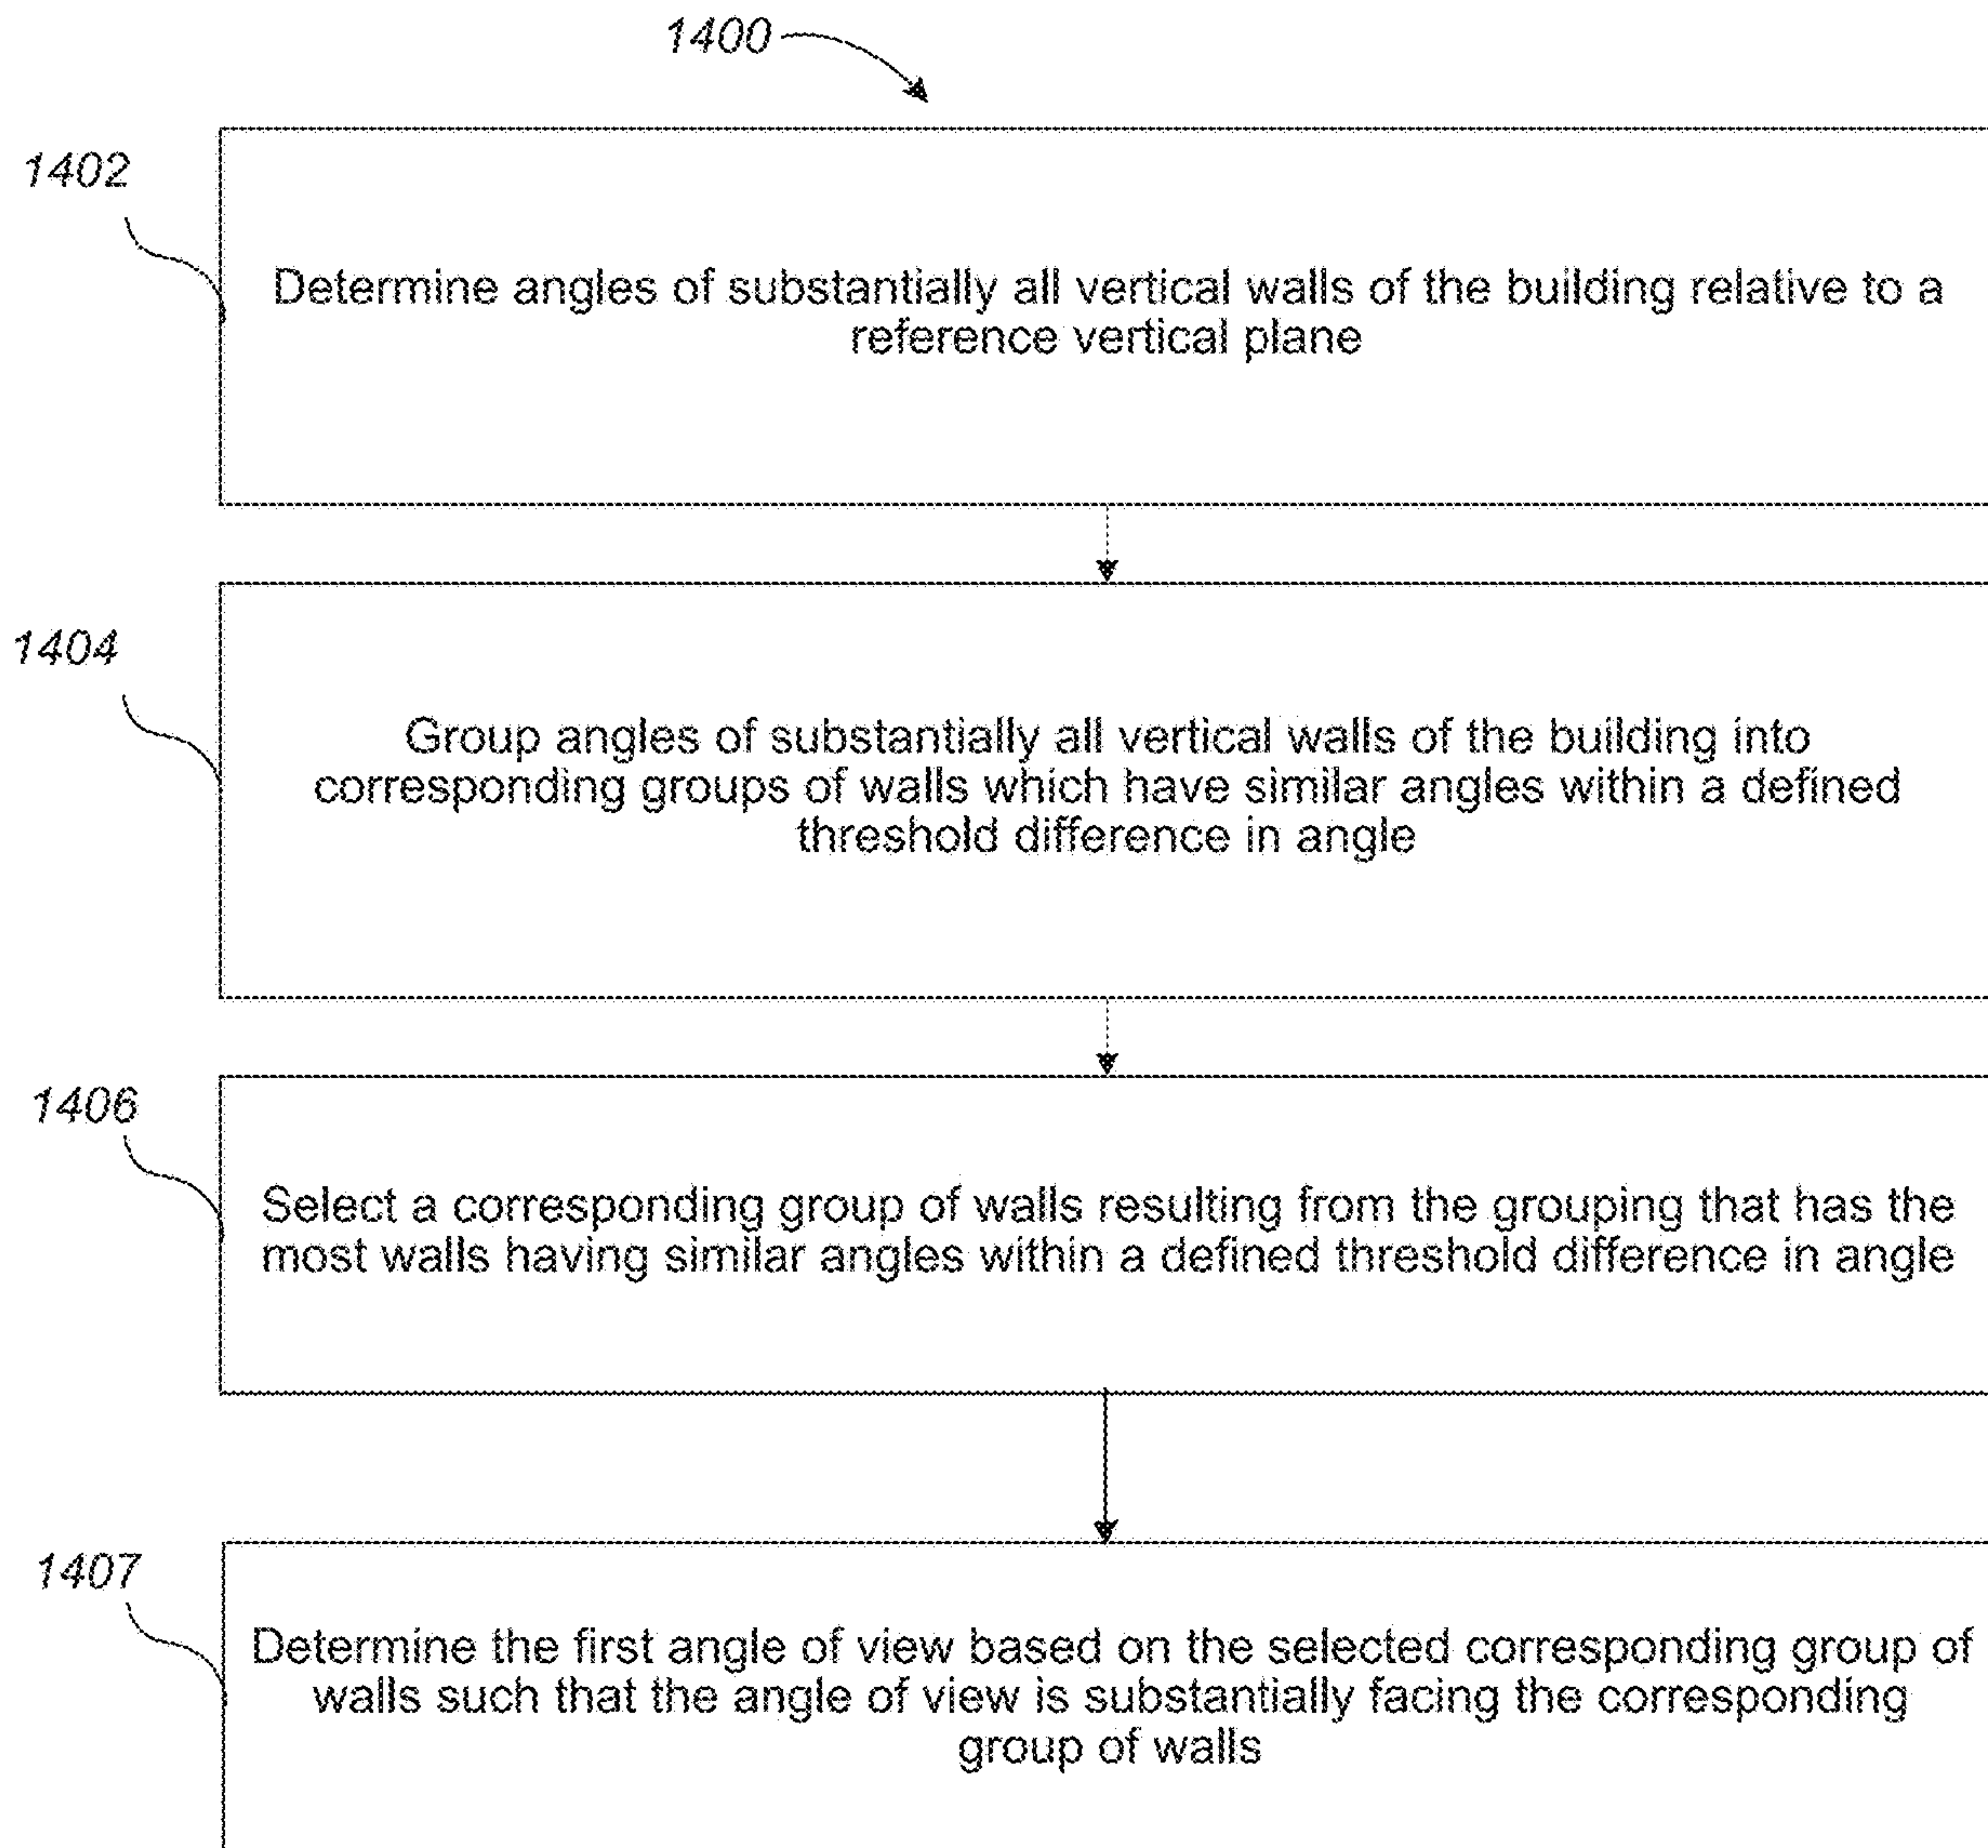 1400
1402
Determine angles of substantially all vertical walls of the building relative to a
reference vertical plane
1404
Group angles of substantially all vertical walls of the building into
corresponding groups of walls which have similar angles within a defined
threshold difference in angle
1406
Select a corresponding group of walls resulting from the grouping that has the
most walls having similar angles within a defined threshold difference in angle
1407
Determine the first angle of view based on the selected corresponding group of
walls such that the angle of view is substantially facing the corresponding
group of walls